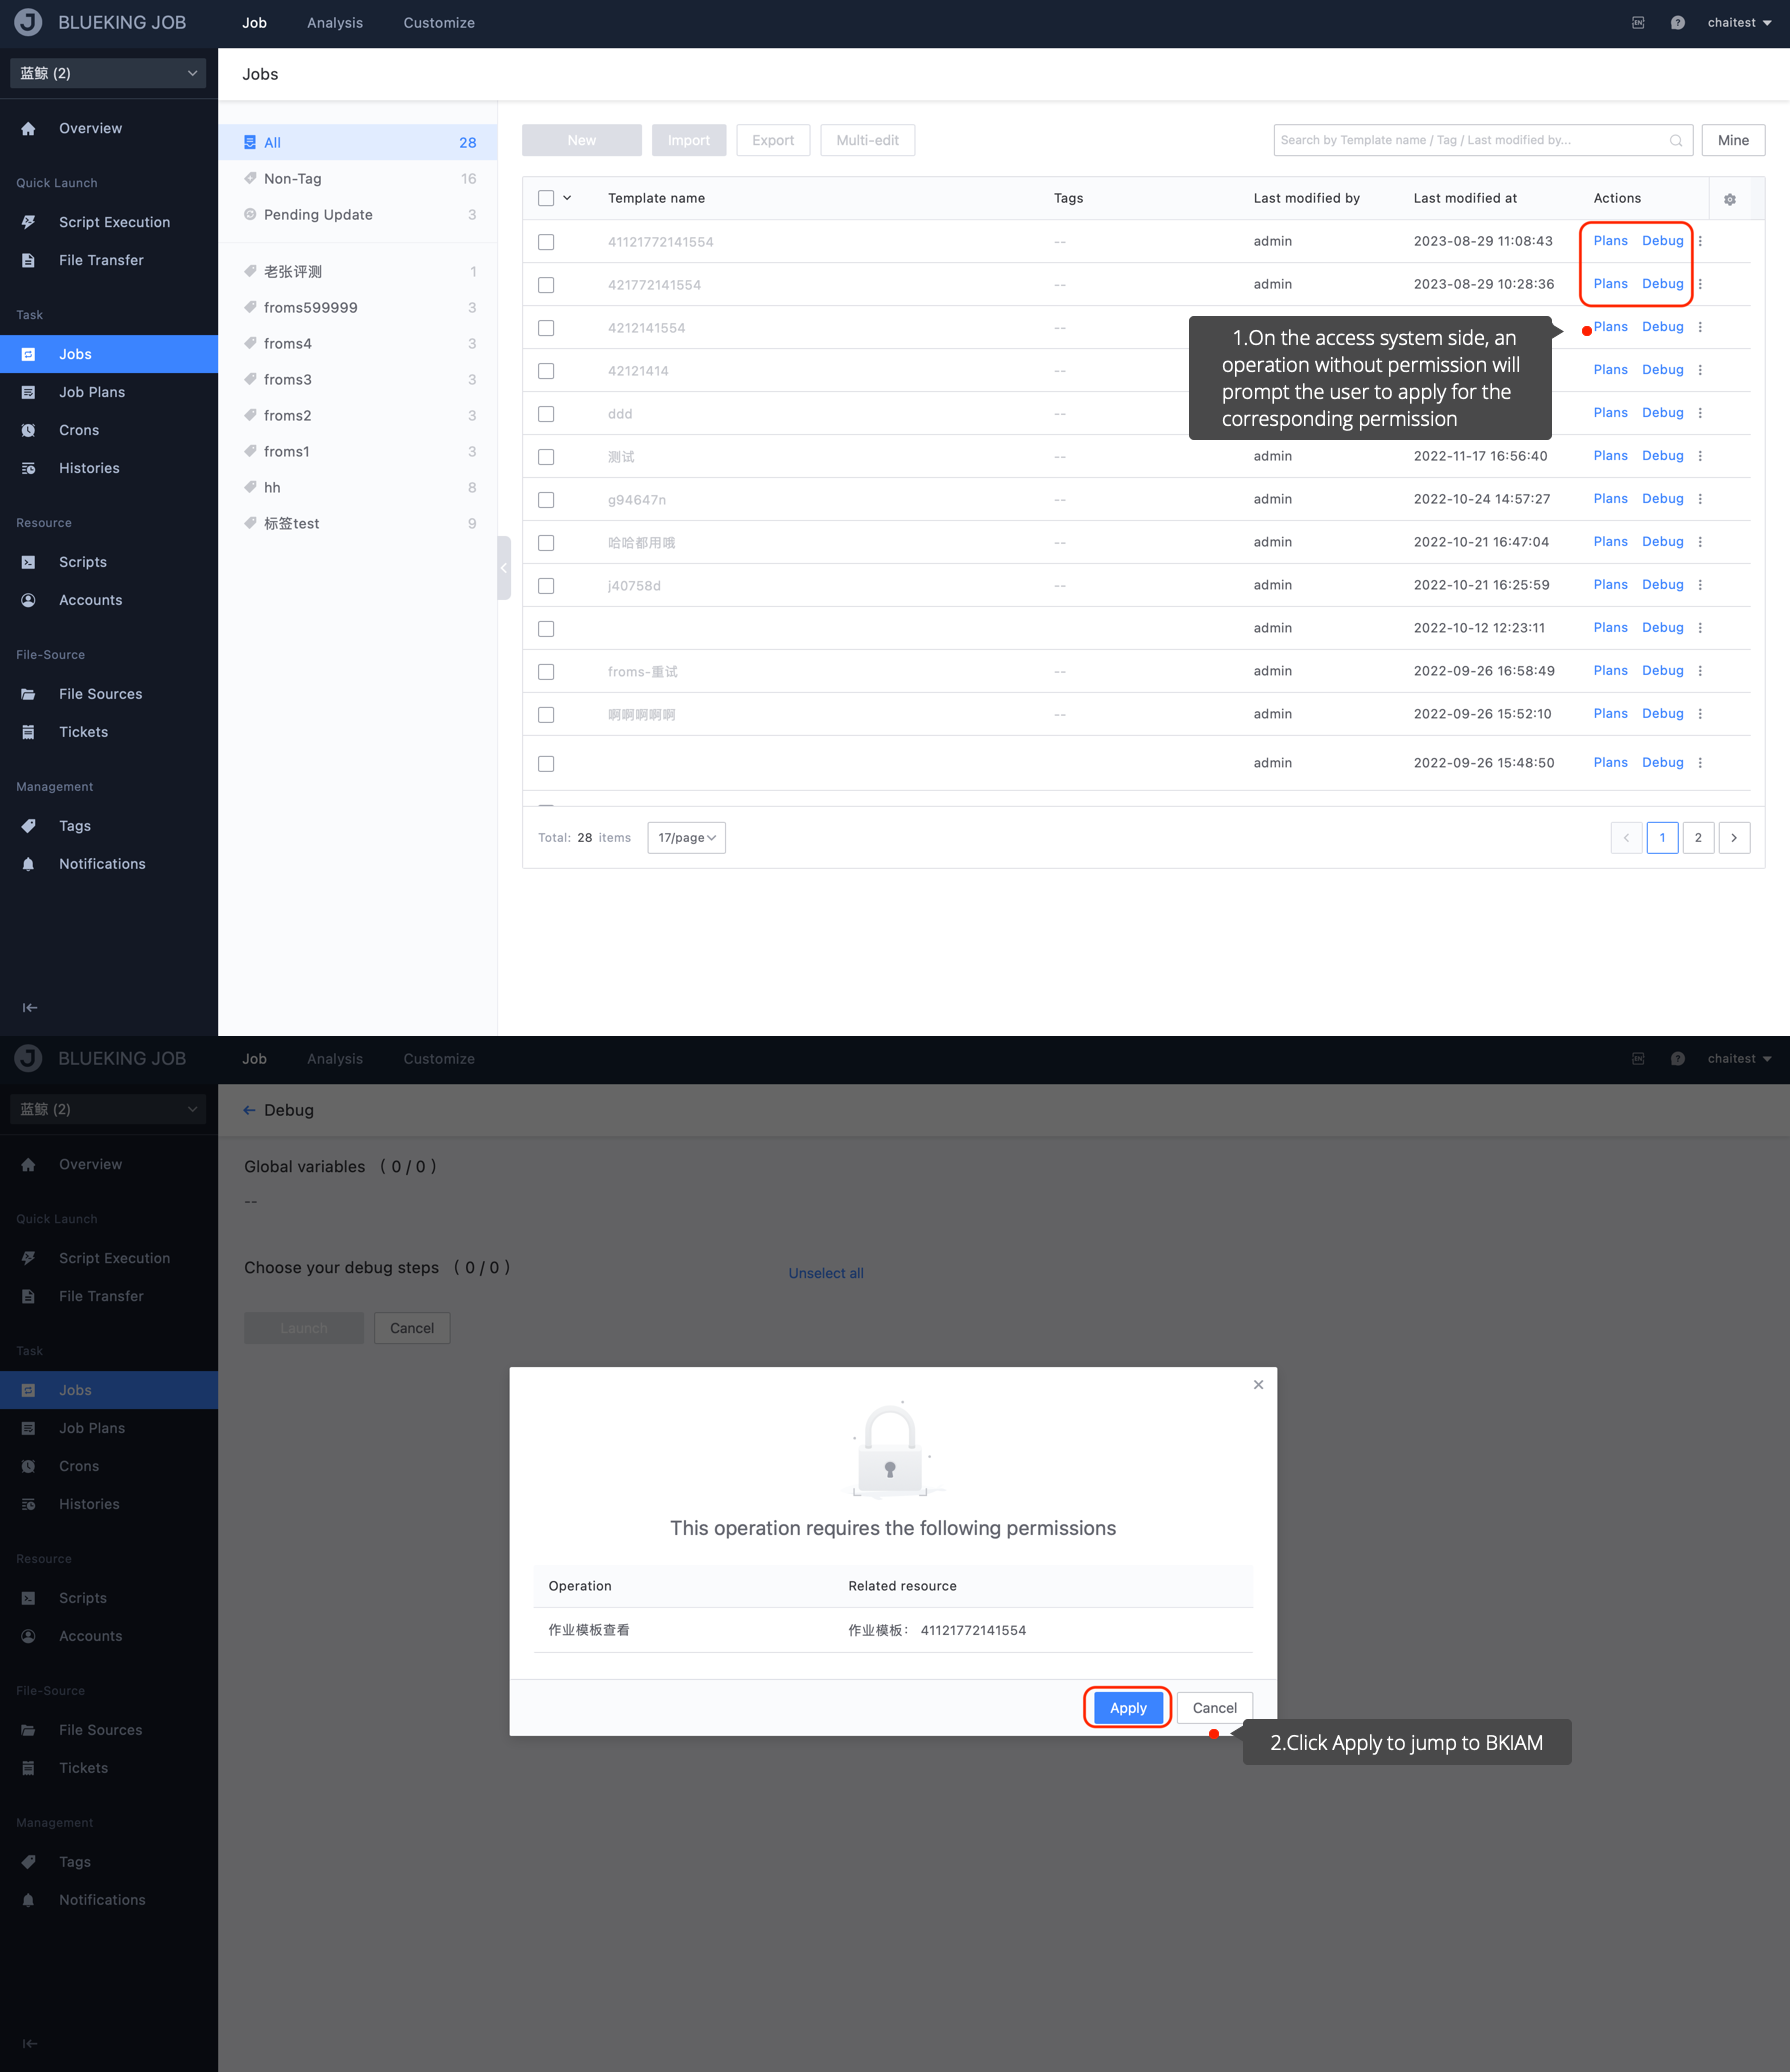 BLUEKING JOB
Job Analysis Customize
EN
chaitest
蓝鲸 (2)
Overview
Quick Launch
Script Execution
File Transfer
Task
Jobs
Job Plans
Crons
Histories
Resource
Scripts
Accounts
File-Source
File Sources
Tickets
Management
Tags
Notifications
Jobs
All 28
Non-Tag 16
Pending Update 3
老张评测 1
froms599999 3
froms4 3
froms3 3
froms2 3
froms1 3
hh 8
标签test 9
New Import Export Multi-edit
Search by Template name / Tag / Last modified by...
Mine
Template name Tags Last modified by Last modified at Actions
41121772141554 -- admin 2023-08-29 11:08:43 Plans Debug
421772141554 -- admin 2023-08-29 10:28:36 Plans Debug
4212141554 -- Plans Debug
42121414 -- Plans Debug
ddd -- Plans Debug
测试 -- admin 2022-11-17 16:56:40 Plans Debug
g94647n -- admin 2022-10-24 14:57:27 Plans Debug
哈哈都用哦 -- admin 2022-10-21 16:47:04 Plans Debug
j40758d -- admin 2022-10-21 16:25:59 Plans Debug
admin 2022-10-12 12:23:11 Plans Debug
froms-重试 -- admin 2022-09-26 16:58:49 Plans Debug
啊啊啊啊啊 -- admin 2022-09-26 15:52:10 Plans Debug
admin 2022-09-26 15:48:50 Plans Debug
1.On the access system side, an
operation without permission will
prompt the user to apply for the
corresponding permission
Total: 28 items 17/page
1 2
BLUEKING JOB
Job Analysis Customize
EN
chaitest
蓝鲸 (2)
Overview
Quick Launch
Script Execution
File Transfer
Task
Jobs
Job Plans
Crons
Histories
Resource
Scripts
Accounts
File-Source
File Sources
Tickets
Management
Tags
Notifications
Debug
Global variables ( 0 / 0 )
--
Choose your debug steps ( 0 / 0 )
Unselect all
Launch Cancel
This operation requires the following permissions
Operation Related resource
作业模板查看 作业模板： 41121772141554
Apply Cancel
2.Click Apply to jump to BKIAM